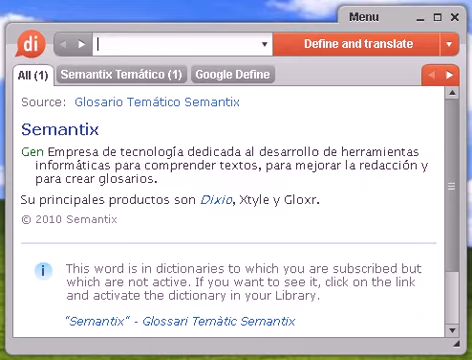 Menu
di
Define and translate
All (1)
Semantix Temático (1)
Google Define
Source: Glosario Temático Semantix
Semantix
Gen Empresa de tecnología dedicada al desarrollo de herramientas
informáticas para comprender textos, para mejorar la redacción y
para crear glosarios.
Su principales productos son Dixio, Xtyle y Gloxr.
© 2010 Semantix
i
This word is in dictionaries to which you are subscribed but
which are not active. If you want to see it, click on the link
and activate the dictionary in your Library.
"Semantix" - Glossari Temàtic Semantix